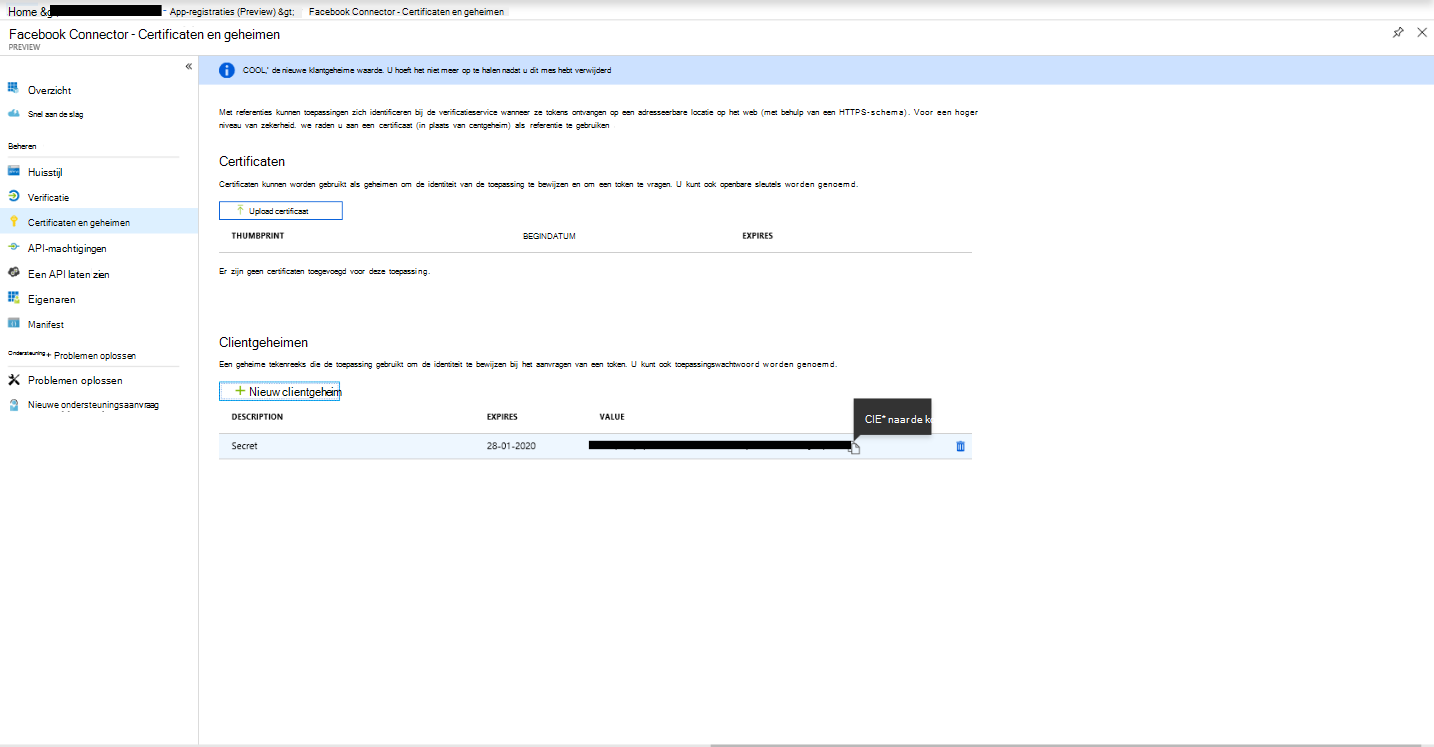 Home &g
- App-registraties (Preview) &gt; Facebook Connector - Certificaten en geheimen
Facebook Connector - Certificaten en geheimen
PREVIEW
«
Overzicht
Snel aan de slag
Beheren
Huisstijl
Verificatie
Certificaten en geheimen
API-machtigingen
Een API laten zien
Eigenaren
Manifest
Ondersteuning + Problemen oplossen
Problemen oplossen
Nieuwe ondersteuningsaanvraag
COOL,' de nieuwe klantgeheime waarde. U hoeft het niet meer op te halen nadat u dit mes hebt verwijderd
Met referenties kunnen toepassingen zich identificeren bij de verificatieservice wanneer ze tokens ontvangen op een adresseerbare locatie op het web (met behulp van een HTTPS-schema). Voor een hoger
niveau van zekerheid. we raden u aan een certificaat (in plaats van centgeheim) als referentie te gebruiken
Certificaten
Certificaten kunnen worden gebruikt als geheimen om de identiteit van de toepassing te bewijzen en om een token te vragen. U kunt ook openbare sleutels worden genoemd.
Upload certificaat
THUMBPRINT BEGINDATUM EXPIRES
Er zijn geen certificaten toegevoegd voor deze toepassing.
Clientgeheimen
Een geheime tekenreeks die de toepassing gebruikt om de identiteit te bewijzen bij het aanvragen van een token. U kunt ook toepassingswachtwoord worden genoemd.
+ Nieuw clientgeheim
DESCRIPTION EXPIRES VALUE
CIE* naar de k
Secret 28-01-2020